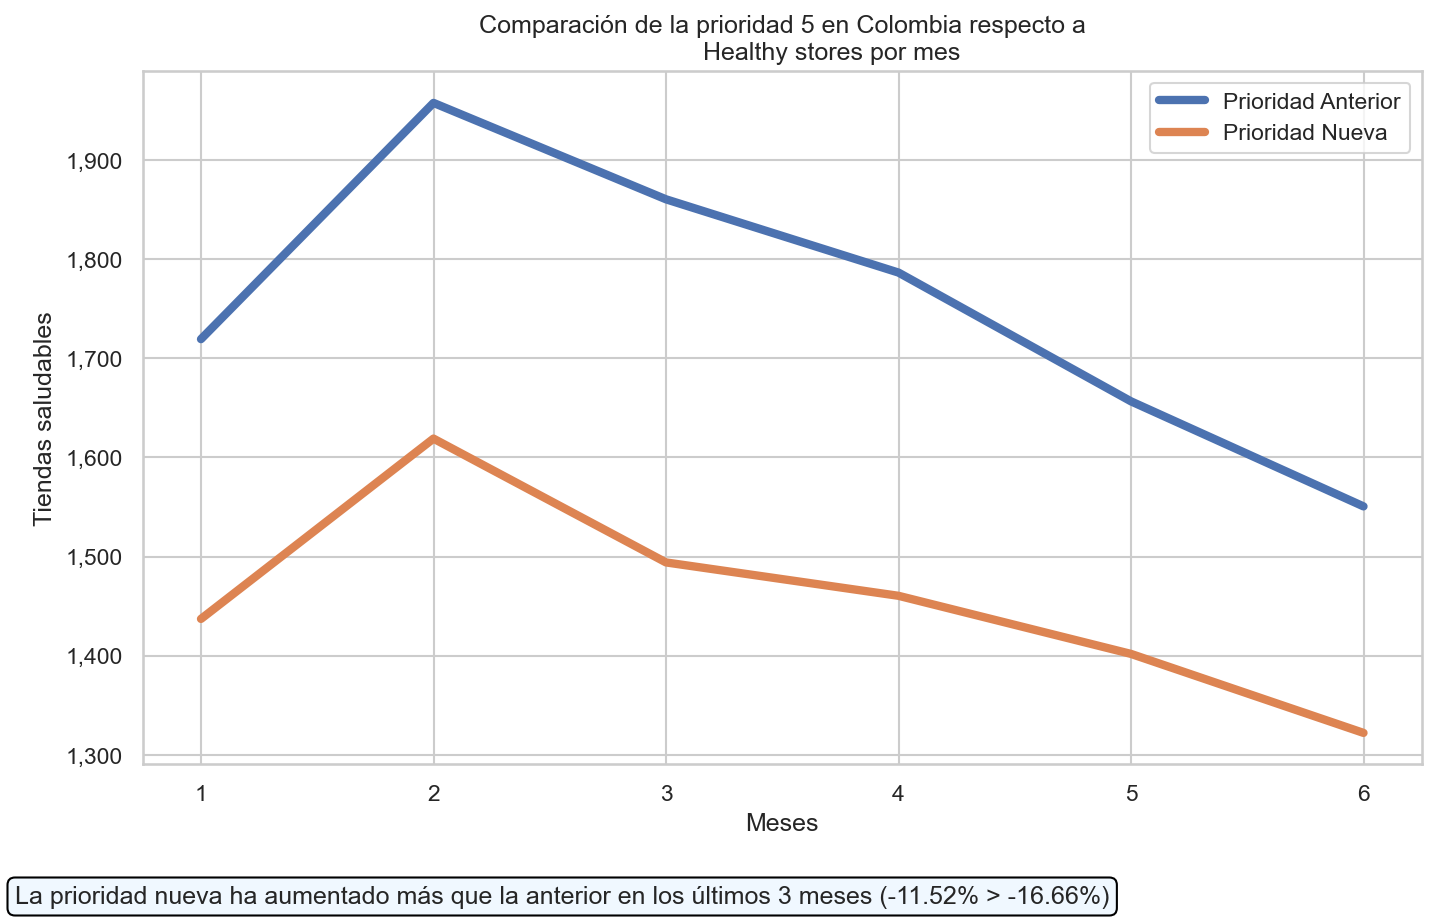 Comparación de la prioridad 5 en Colombia respecto a
Healthy stores por mes
Prioridad Anterior
Prioridad Nueva
1,900
1,800
1,700
1,600
1,500
1,400
1,300
Tiendas saludables
1 2 3 4 5 6
Meses
La prioridad nueva ha aumentado más que la anterior en los últimos 3 meses (-11.52% > -16.66%)